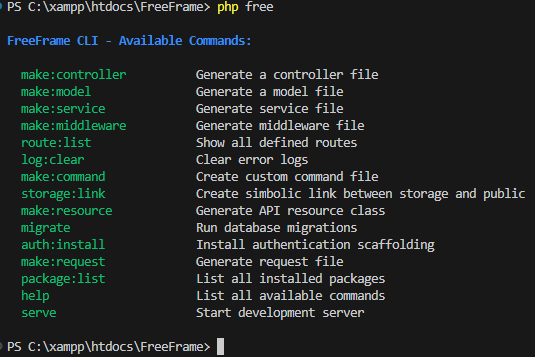 PS C:\xampp\htdocs\FreeFrame> php free
FreeFrame CLI - Available Commands:
make:controller Generate a controller file
make:model Generate a model file
make:service Generate service file
make:middleware Generate middleware file
route:list Show all defined routes
log:clear Clear error logs
make:command Create custom command file
storage:link Create simbolic link between storage and public
make:resource Generate API resource class
migrate Run database migrations
auth:install Install authentication scaffolding
make:request Generate request file
package:list List all installed packages
help List all available commands
serve Start development server
PS C:\xampp\htdocs\FreeFrame>